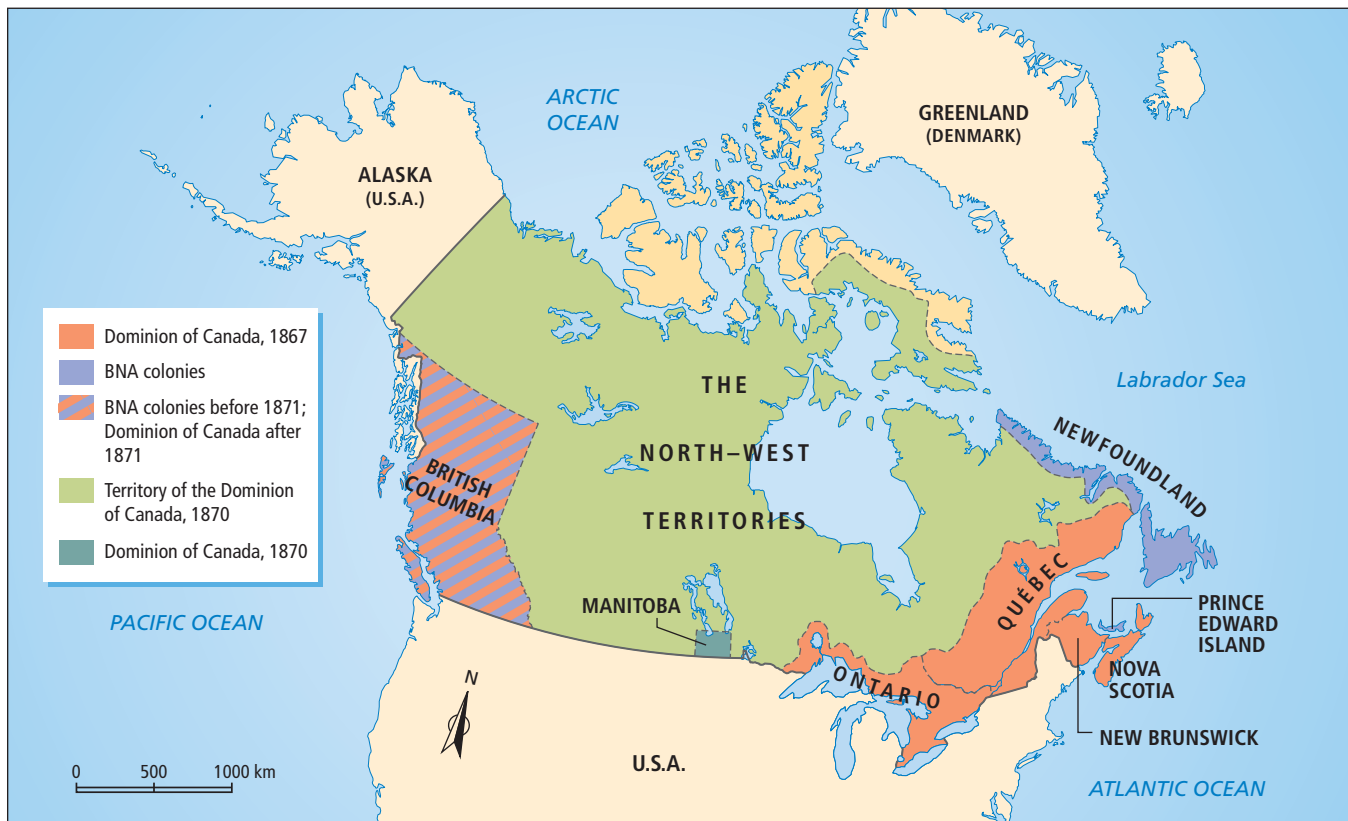 ARCTIC
OCEAN
GREENLAND
(DENMARK)
ALASKA
(U.S.A.)
Dominion of Canada, 1867
BNA colonies
BNA colonies before 1871;
Dominion of Canada after
1871
Territory of the Dominion
of Canada, 1870
Dominion of Canada, 1870
THE
NORTH–WEST
TERRITORIES
Labrador Sea
NEWFOUNDLAND
BRITISH
COLUMBIA
QUÉBEC
MANITOBA
PRINCE
EDWARD
ISLAND
PACIFIC OCEAN
ONTARIO
NOVA
SCOTIA
N
NEW BRUNSWICK
U.S.A.
0 500 1000 km
ATLANTIC OCEAN